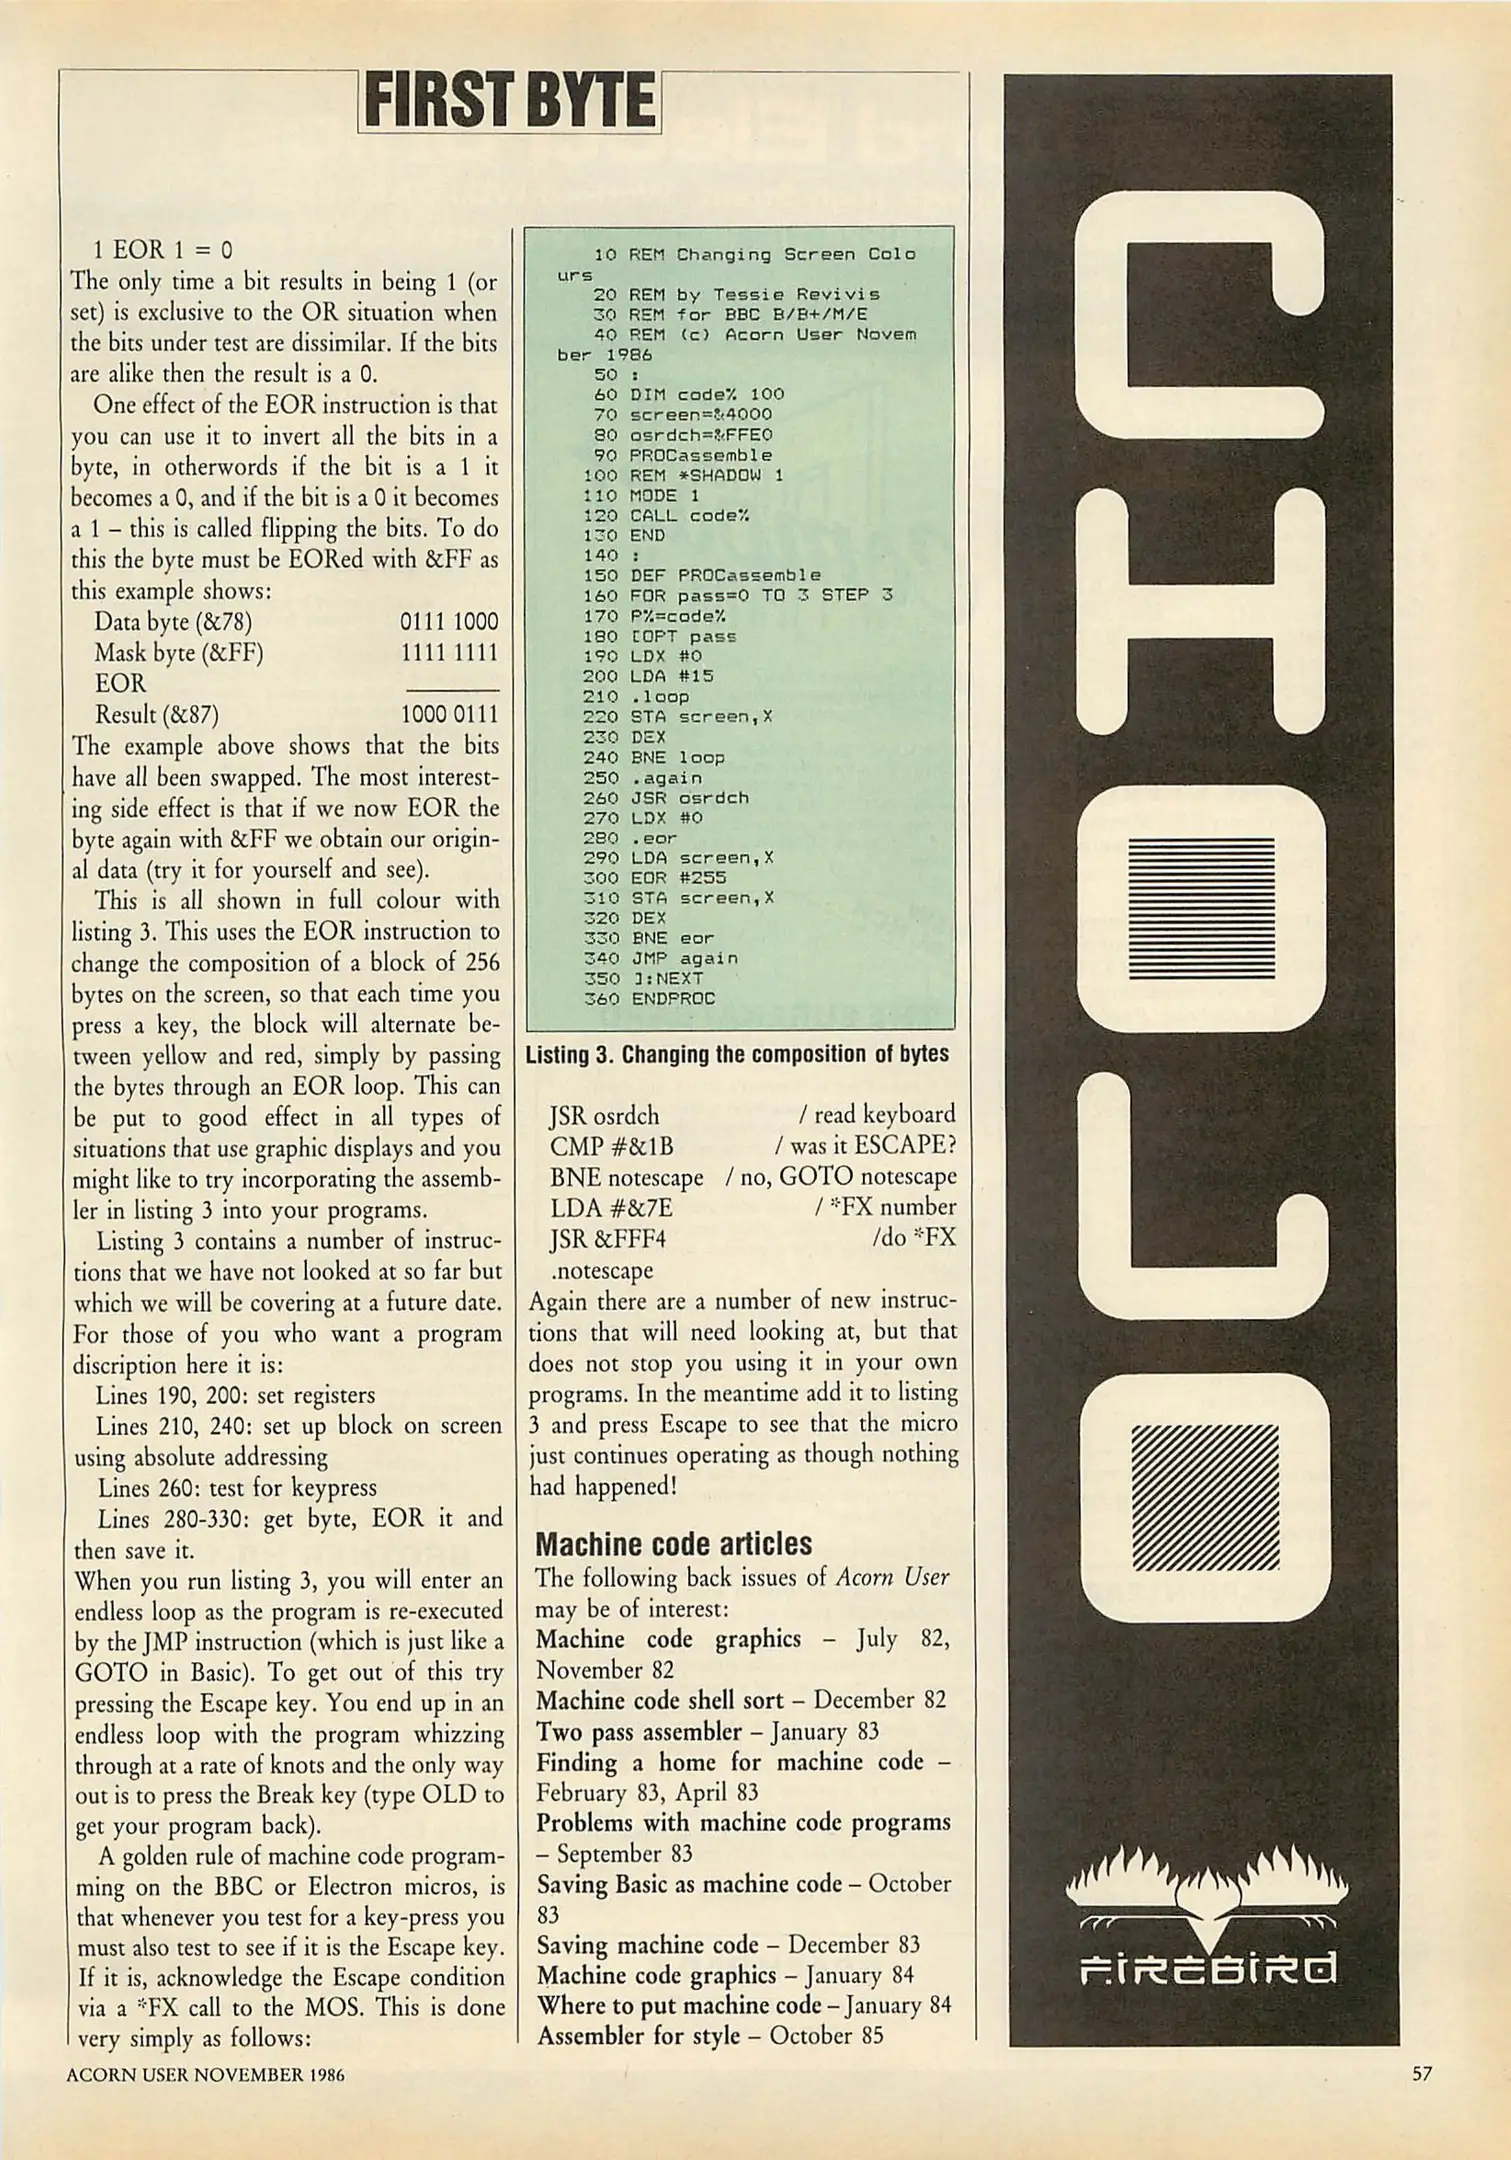 FIRST BYTE
1 EOR 1 = 0
The only time a bit results in being 1 (or
set) is exclusive to the OR situation when
the bits under test are dissimilar. If the bits
are alike then the result is a 0.
One effect of the EOR instruction is that
you can use it to invert all the bits in a
byte, in otherwords if the bit is a 1 it
becomes a 0, and if the bit is a 0 it becomes
a 1 – this is called flipping the bits. To do
this the byte must be EORed with &FF as
this example shows:
Data byte (&78) 0111 1000
Mask byte (&FF) 1111 1111
EOR
Result (&87) 1000 0111
The example above shows that the bits
have all been swapped. The most interest-
ing side effect is that if we now EOR the
byte again with &FF we obtain our origin-
al data (try it for yourself and see).
This is all shown in full colour with
listing 3. This uses the EOR instruction to
change the composition of a block of 256
bytes on the screen, so that each time you
press a key, the block will alternate be-
tween yellow and red, simply by passing
the bytes through an EOR loop. This can
be put to good effect in all types of
situations that use graphic displays and you
might like to try incorporating the assemb-
ler in listing 3 into your programs.
Listing 3 contains a number of instruc-
tions that we have not looked at so far but
which we will be covering at a future date.
For those of you who want a program
discription here it is:
Lines 190, 200: set registers
Lines 210, 240: set up block on screen
using absolute addressing
Lines 260: test for keypress
Lines 280-330: get byte, EOR it and
then save it.
When you run listing 3, you will enter an
endless loop as the program is re-executed
by the JMP instruction (which is just like a
GOTO in Basic). To get out of this try
pressing the Escape key. You end up in an
endless loop with the program whizzing
through at a rate of knots and the only way
out is to press the Break key (type OLD to
get your program back).
A golden rule of machine code program-
ming on the BBC or Electron micros, is
that whenever you test for a key-press you
must also test to see if it is the Escape key.
If it is, acknowledge the Escape condition
via a *FX call to the MOS. This is done
very simply as follows:
10 REM Changing Screen Colo
urs
20 REM by Tessie Revivis
30 REM for BBC B/B+/M/E
40 REM (c) Acorn User Novem
ber 1986
50 :
60 DIM code% 100
70 screen=&4000
80 osrdch=&FFE0
90 PROCassemble
100 REM *SHADOW 1
110 MODE 1
120 CALL code%
130 END
140 :
150 DEF PROCassemble
160 FOR pass=0 TO 3 STEP 3
170 P%=code%
180 [OPT pass
190 LDX #0
200 LDA #15
210 .loop
220 STA screen,X
230 DEX
240 BNE loop
250 .again
260 JSR osrdch
270 LDX #0
280 .eor
290 LDA screen,X
300 EOR #255
310 STA screen,X
320 DEX
330 BNE eor
340 JMP again
350 ]:NEXT
360 ENDPROC
Listing 3. Changing the composition of bytes
JSR osrdch / read keyboard
CMP #&1B / was it ESCAPE?
BNE notescape / no, GOTO notescape
LDA #&7E / *FX number
JSR &FFF4 /do *FX
.notescape
Again there are a number of new instruc-
tions that will need looking at, but that
does not stop you using it in your own
programs. In the meantime add it to listing
3 and press Escape to see that the micro
just continues operating as though nothing
had happened!
Machine code articles
The following back issues of Acorn User
may be of interest:
Machine code graphics – July 82,
November 82
Machine code shell sort – December 82
Two pass assembler – January 83
Finding a home for machine code –
February 83, April 83
Problems with machine code programs
– September 83
Saving Basic as machine code – October
83
Saving machine code – December 83
Machine code graphics – January 84
Where to put machine code – January 84
Assembler for style – October 85
FIREBIRD
ACORN USER NOVEMBER 1986
57